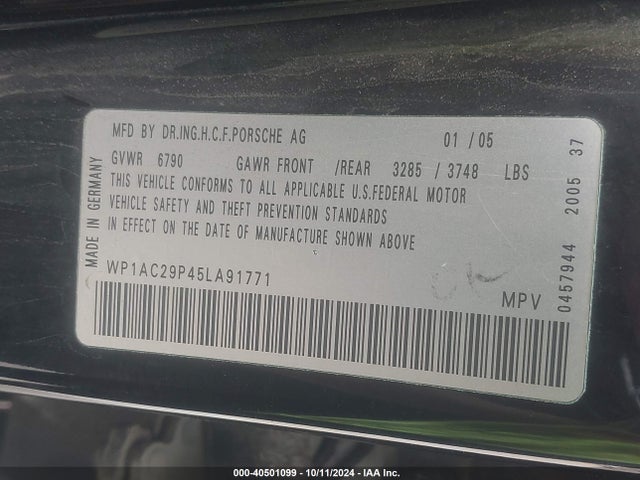 MFD BY DR.ING.H.C.F.PORSCHE AG 01 / 05
GVWR 6790 GAWR FRONT /REAR 3285 / 3748 LBS
THIS VEHICLE CONFORMS TO ALL APPLICABLE U.S.FEDERAL MOTOR
VEHICLE SAFETY AND THEFT PREVENTION STANDARDS
IN EFFECT ON THE DATE OF MANUFACTURE SHOWN ABOVE
WP1AC29P45LA91771
MPV
MADE IN GERMANY
0457944 2005 37
000-40501099 - 10/11/2024 - IAA Inc.